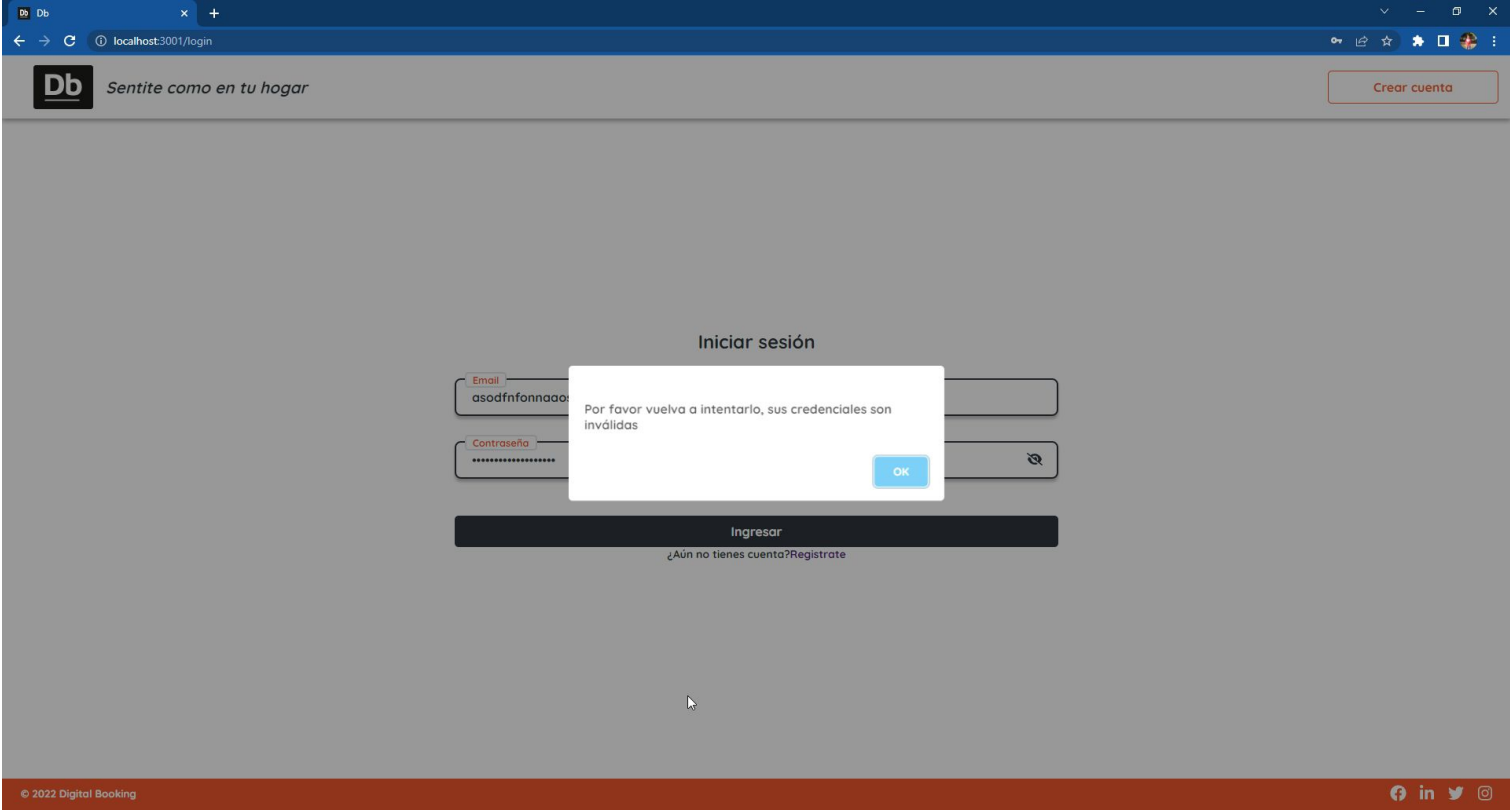 Db
localhost:3001/login
Db
Sentite como en tu hogar
Crear cuenta
Iniciar sesión
Email
Por favor vuelva a intentarlo, sus credenciales son
inválidas
Contraseña
OK
Ingresar
¿Aún no tienes cuenta?Registrate
© 2022 Digital Booking